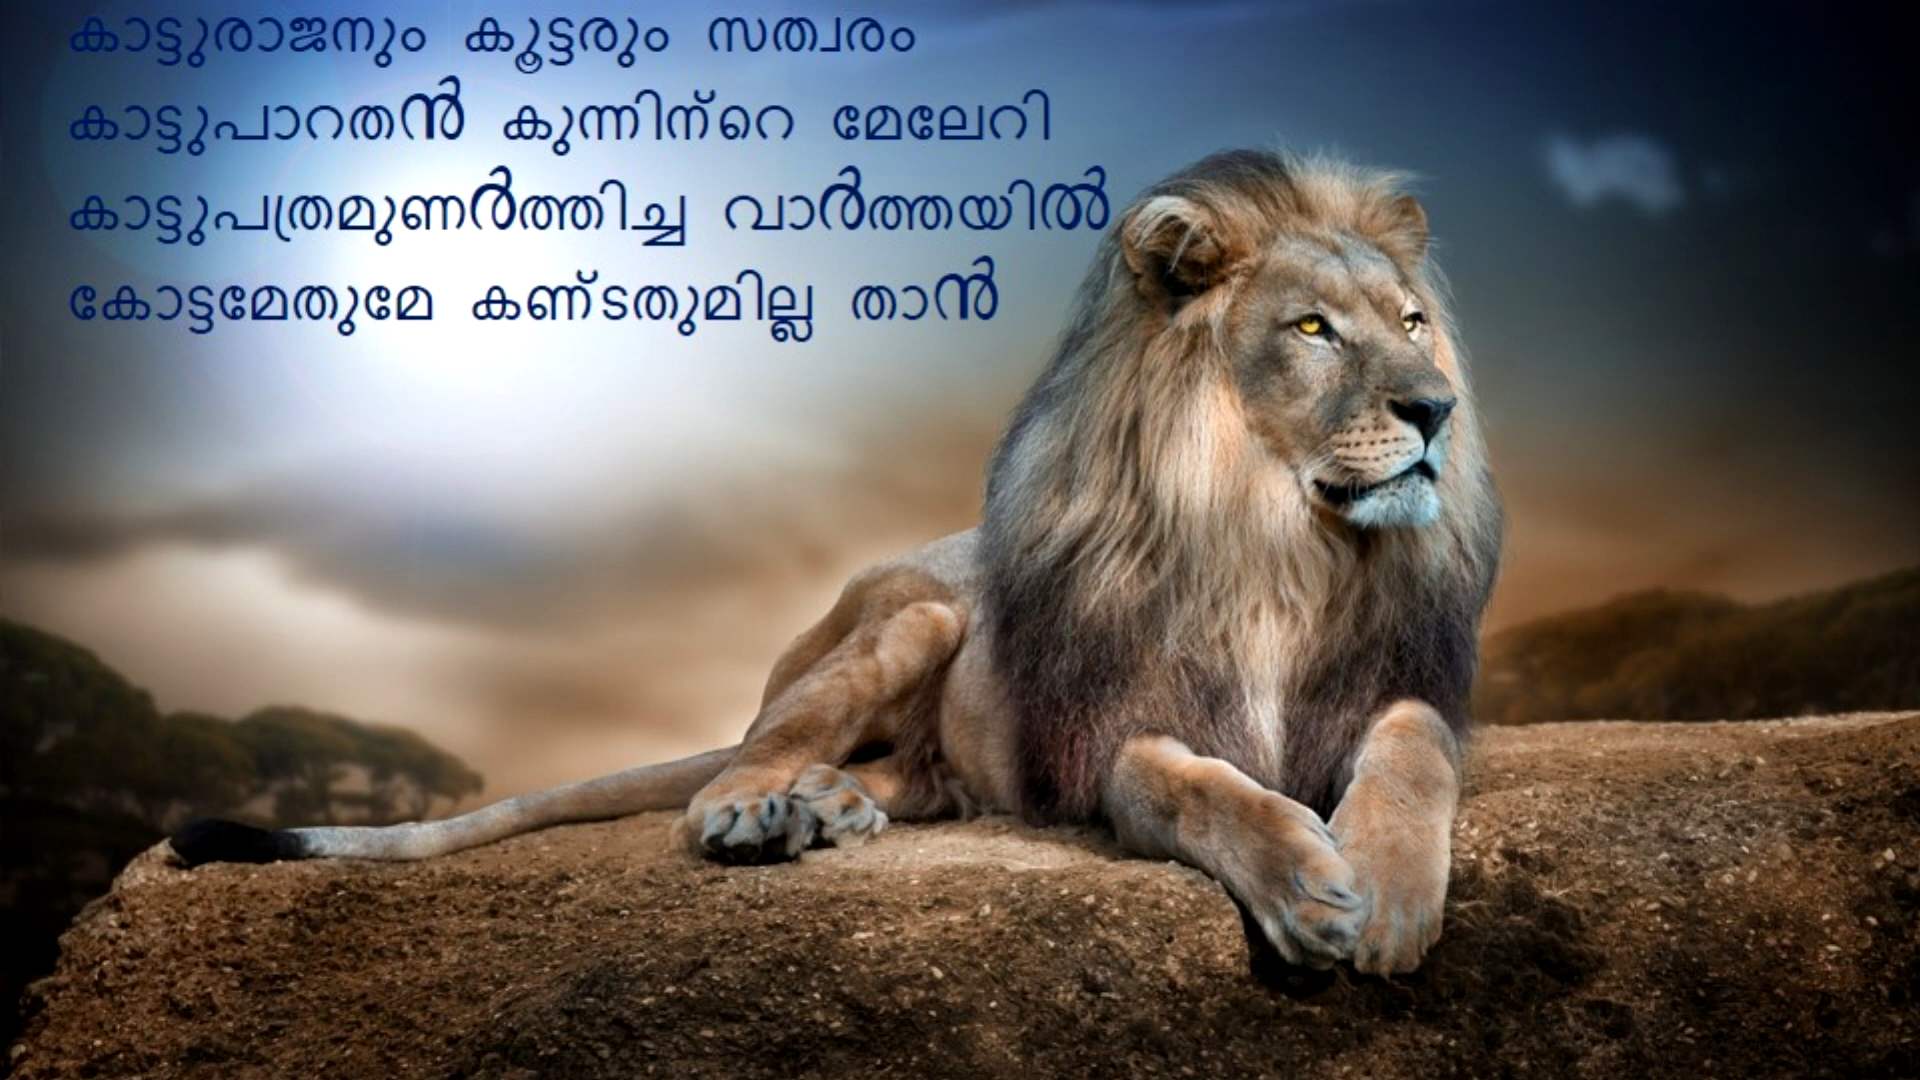 കാട്ടുരാജനും കൂട്ടരും സത്വരം
കാട്ടുപാറതൻ കുന്നിന്റെ മേലേറി
കാട്ടുപത്രമുണർത്തിച്ച വാർത്തയിൽ
കോട്ടമേതുമേ കണ്ടതുമില്ല താൻ